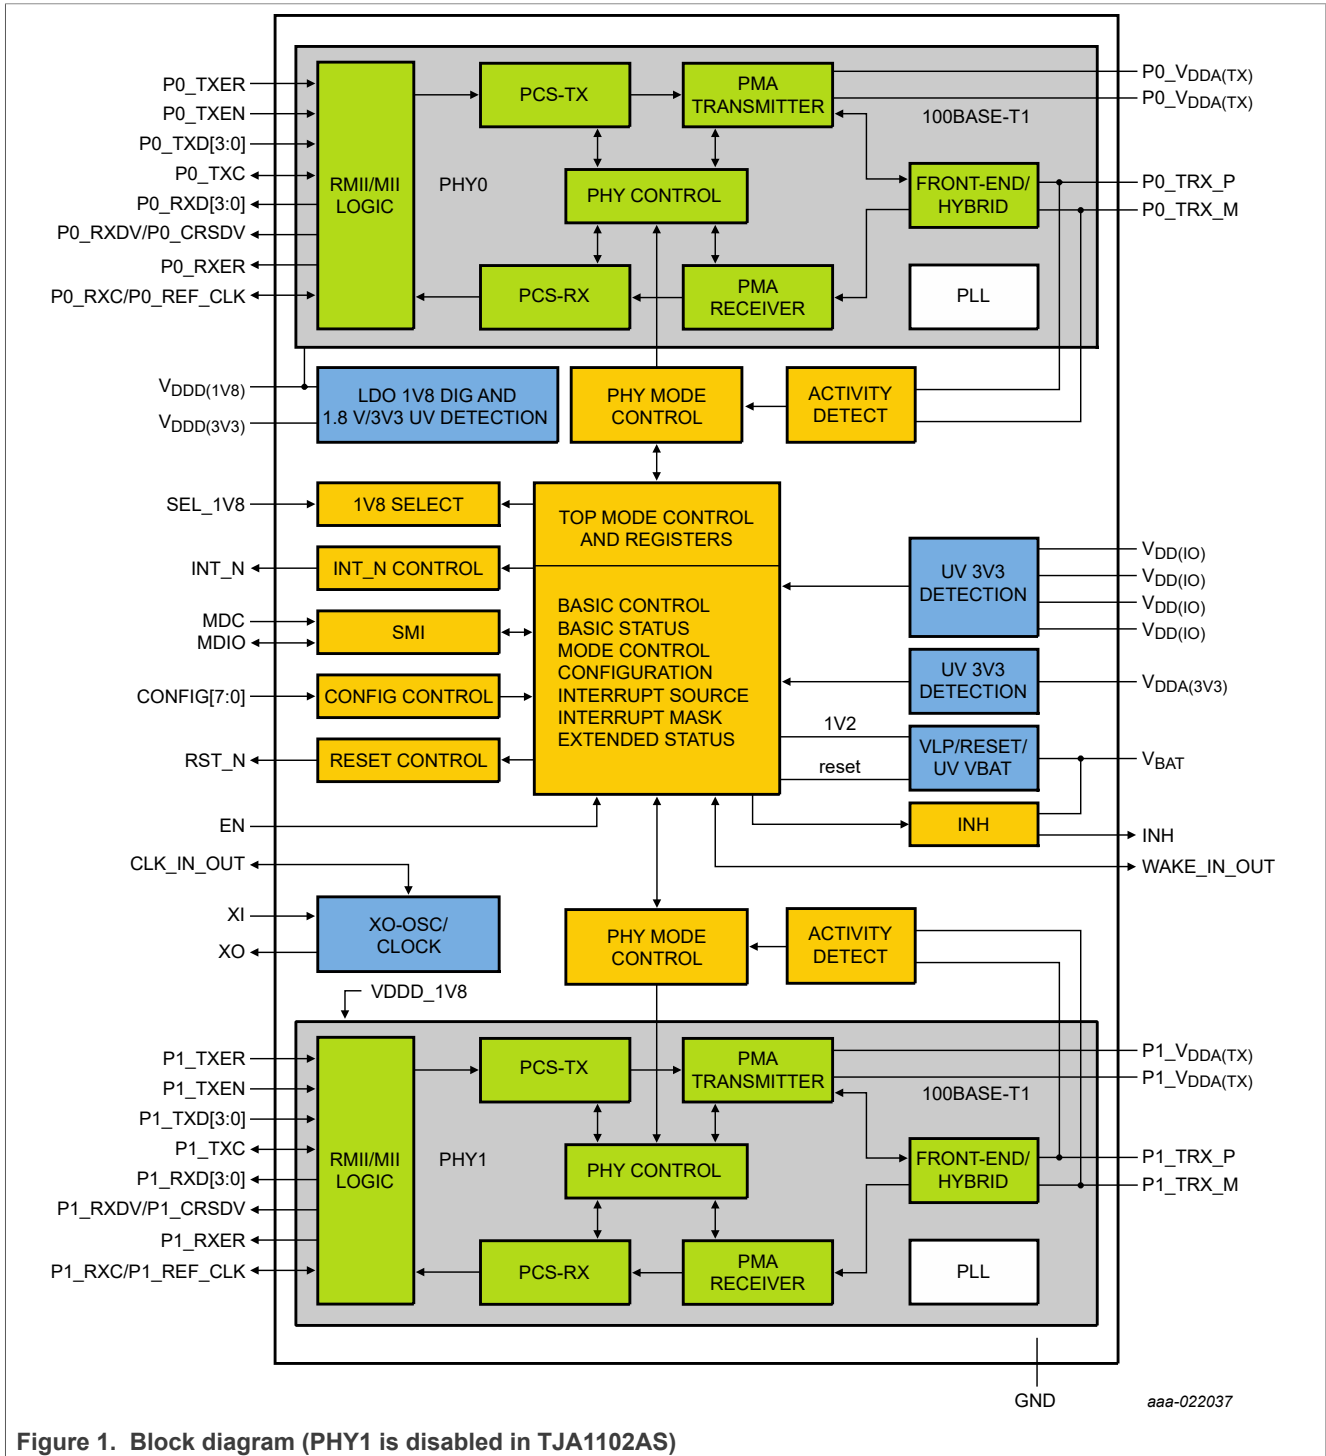 P0_TXER
P0_TXEN
P0_TXD[3:0]
P0_TXC
P0_RXD[3:0]
P0_RXDV/P0_CRSDV
P0_RXER
P0_RXC/P0_REF_CLK
RMII/MII
LOGIC
PHY0
PCS-TX
PMA
TRANSMITTER
100BASE-T1
PHY CONTROL
FRONT-END/
HYBRID
PCS-RX
PMA
RECEIVER
PLL
P0_VDDA(TX)
P0_VDDA(TX)
P0_TRX_P
P0_TRX_M
VDDD(1V8)
VDDD(3V3)
LDO 1V8 DIG AND
1.8 V/3V3 UV DETECTION
PHY MODE
CONTROL
ACTIVITY
DETECT
SEL_1V8
1V8 SELECT
INT_N
INT_N CONTROL
MDC
MDIO
SMI
CONFIG[7:0]
CONFIG CONTROL
RST_N
RESET CONTROL
EN
TOP MODE CONTROL
AND REGISTERS
BASIC CONTROL
BASIC STATUS
MODE CONTROL
CONFIGURATION
INTERRUPT SOURCE
INTERRUPT MASK
EXTENDED STATUS
UV 3V3
DETECTION
VDD(IO)
VDD(IO)
VDD(IO)
VDD(IO)
UV 3V3
DETECTION
VDDA(3V3)
1V2
reset
VLP/RESET/
UV VBAT
VBAT
INH
INH
WAKE_IN_OUT
CLK_IN_OUT
XI
XO
XO-OSC/
CLOCK
PHY MODE
CONTROL
ACTIVITY
DETECT
VDDD_1V8
P1_TXER
P1_TXEN
P1_TXD[3:0]
P1_TXC
P1_RXD[3:0]
P1_RXDV/P1_CRSDV
P1_RXER
P1_RXC/P1_REF_CLK
RMII/MII
LOGIC
PHY1
PCS-TX
PMA
TRANSMITTER
100BASE-T1
PHY CONTROL
FRONT-END/
HYBRID
PCS-RX
PMA
RECEIVER
PLL
P1_VDDA(TX)
P1_VDDA(TX)
P1_TRX_P
P1_TRX_M
GND
aaa-022037
Figure 1. Block diagram (PHY1 is disabled in TJA1102AS)